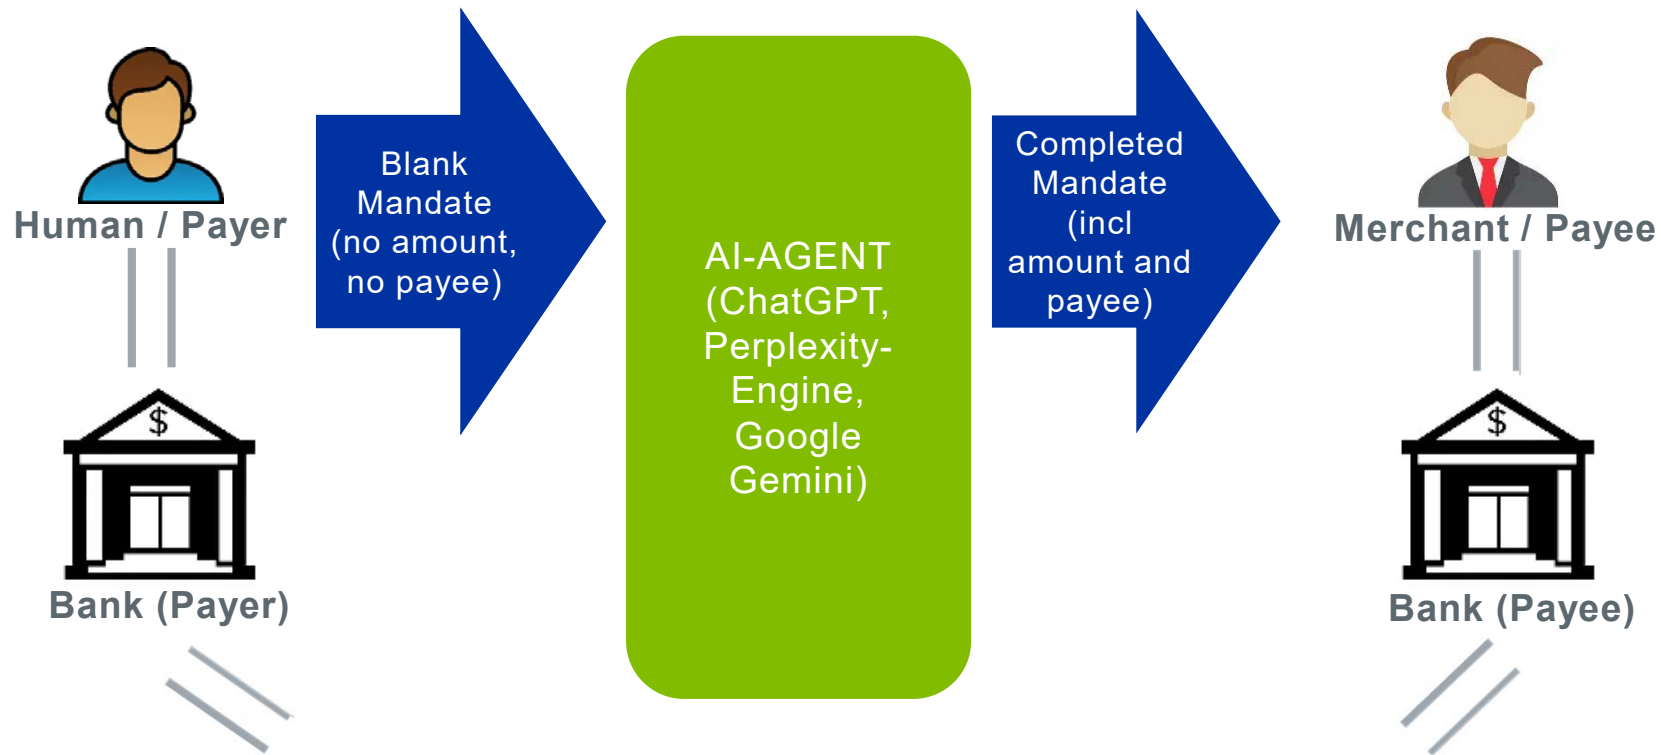 Human / Payer
Blank
Mandate
(no amount,
no payee)
AI-AGENT
(ChatGPT,
Perplexity-
Engine,
Google
Gemini)
Completed
Mandate
(incl
amount and
payee)
Merchant / Payee
$
Bank (Payer)
$
Bank (Payee)